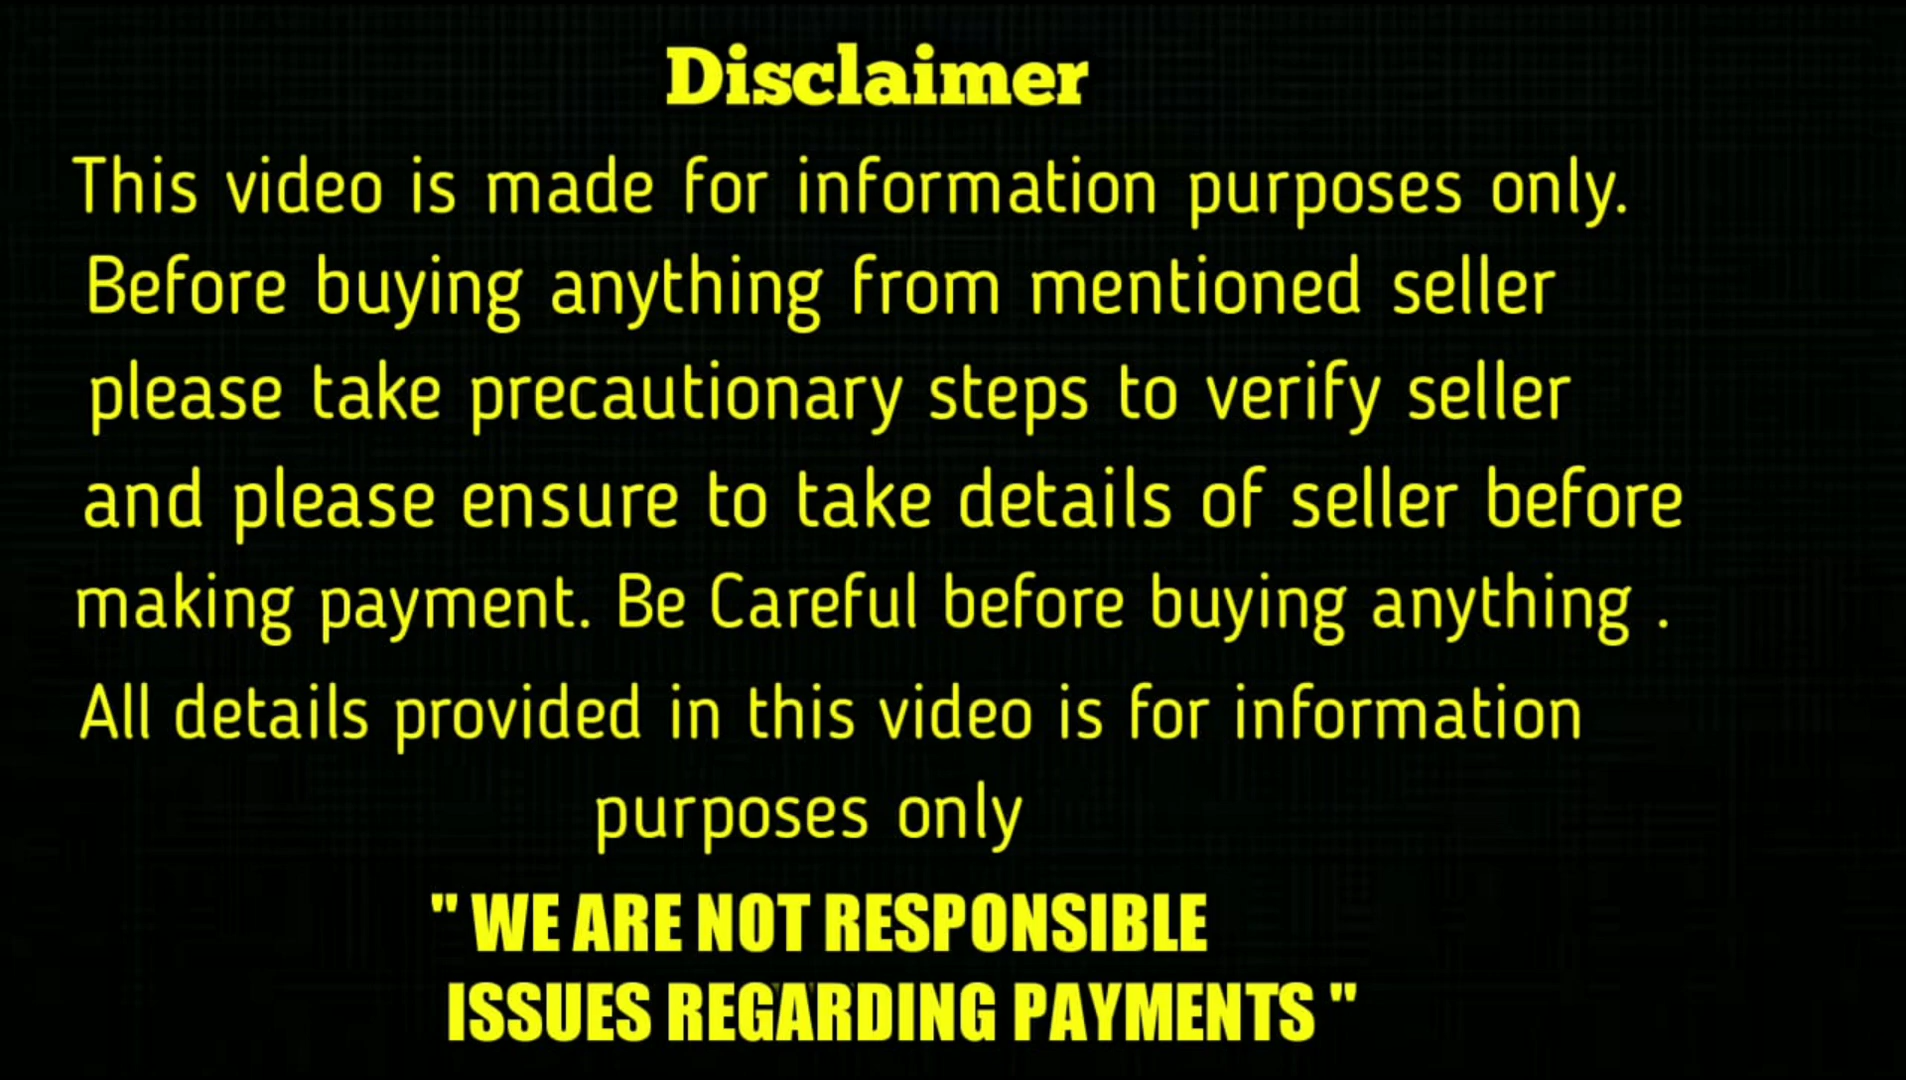 Disclaimer
This video is made for information purposes only.
Before buying anything from mentioned seller
please take precautionary steps to verify seller
and please ensure to take details of seller before
making payment. Be Careful before buying anything .
All details provided in this video is for information
purposes only
" WE ARE NOT RESPONSIBLE
ISSUES REGARDING PAYMENTS "